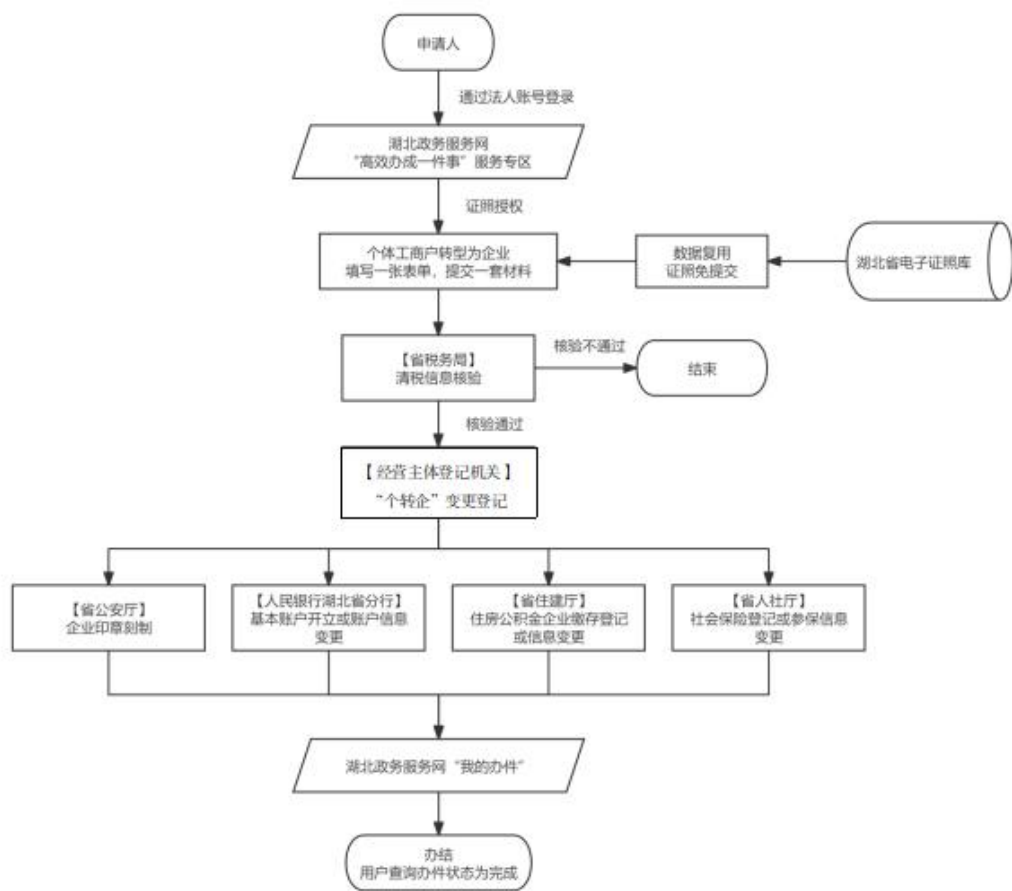 申请人
通过法人账号登录
湖北政务服务网
“高效办成一件事”服务专区
证照授权
个体工商户转型为企业
填写一张表单，提交一套材料
数据复用
证照免提交
湖北省电子证照库
【省税务局】
清税信息核验
核验不通过
结束
核验通过
【经营主体登记机关】
“个转企”变更登记
【省公安厅】
企业印章刻制
【人民银行湖北省分行】
基本账户开立或账户信息
变更
【省住建厅】
住房公积金企业缴存登记
或信息变更
【省人社厅】
社会保险登记或参保信息
变更
湖北政务服务网“我的办件”
办结
用户查询办件状态为完成